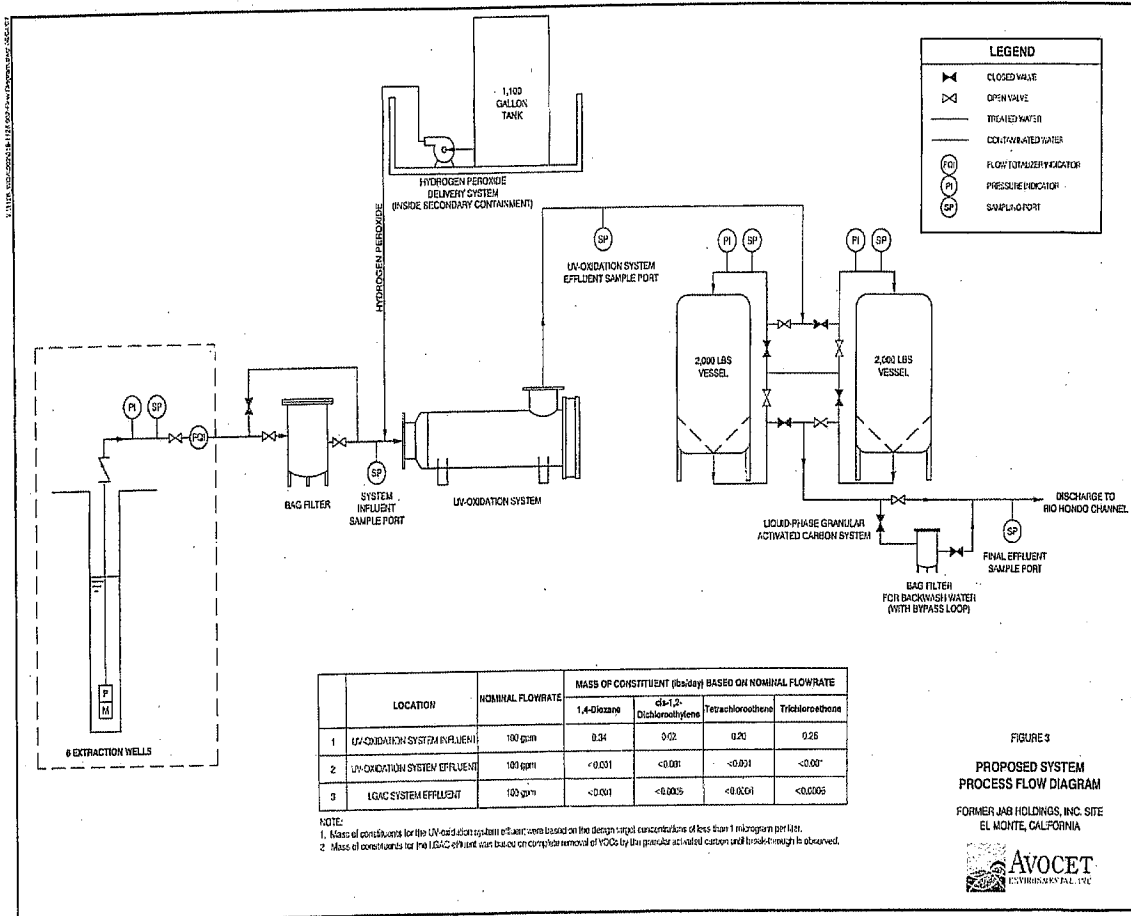 LEGEND
CLOSED VALVE
OPEN VALVE
TREATED WATER
CONTAMINATED WATER
FQI FLOW TOTALIZER INDICATOR
PI PRESSURE INDICATOR
SP SAMPLING PORT
1,100
GALLON
TANK
HYDROGEN PEROXIDE
DELIVERY SYSTEM
(INSIDE SECONDARY CONTAINMENT)
HYDROGEN PEROXIDE
SP
UV-OXIDATION SYSTEM
EFFLUENT SAMPLE PORT
PI SP
PI SP
2,000 LBS
VESSEL
2,000 LBS
VESSEL
PI SP
FQI
BAG FILTER
SP
SYSTEM
INFLUENT
SAMPLE PORT
UV-OXIDATION SYSTEM
LIQUID-PHASE GRANULAR
ACTIVATED CARBON SYSTEM
DISCHARGE TO
RIO HONDO CHANNEL
SP
FINAL EFFLUENT
SAMPLE PORT
BAG FILTER
FOR BACKWASH WATER
(WITH BYPASS LOOP)
P
M
6 EXTRACTION WELLS
LOCATION NOMINAL FLOWRATE MASS OF CONSTITUENT (lbs/day) BASED ON NOMINAL FLOWRATE
1,4-Dioxane cis-1,2-Dichloroethylene Tetrachloroethene Trichloroethene
1 UV-OXIDATION SYSTEM INFLUENT 100 gpm 0.34 0.02 0.20 0.26
2 UV-OXIDATION SYSTEM EFFLUENT 100 gpm <0.001 <0.001 <0.001
3 LGAC SYSTEM EFFLUENT 100 gpm <0.001 <0.0006 <0.0006
NOTE:
1. Mass of constituents for the UV-oxidation system effluent were based on the design target concentrations of less than 1 microgram per liter.
2. Mass of constituents for the LGAC effluent was based on complete removal of VOCs by the granular activated carbon until break-through is observed.
FIGURE 3
PROPOSED SYSTEM
PROCESS FLOW DIAGRAM
FORMER JAB HOLDINGS, INC. SITE
EL MONTE, CALIFORNIA
AVOCET
ENVIRONMENTAL, INC